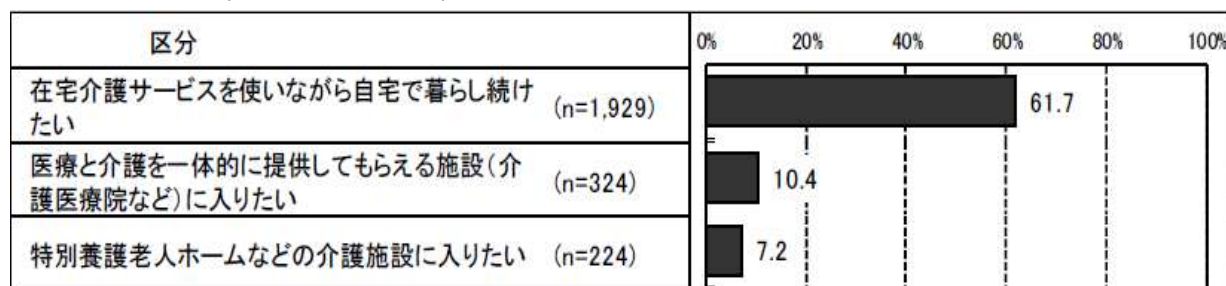 区分
0% 20% 40% 60% 80% 100%
在宅介護サービスを使いながら自宅で暮らし続け
たい
(n=1,929)
61.7
医療と介護を一体的に提供してもらえる施設(介
護医療院など)に入りたい
(n=324)
10.4
特別養護老人ホームなどの介護施設に入りたい (n=224)
7.2